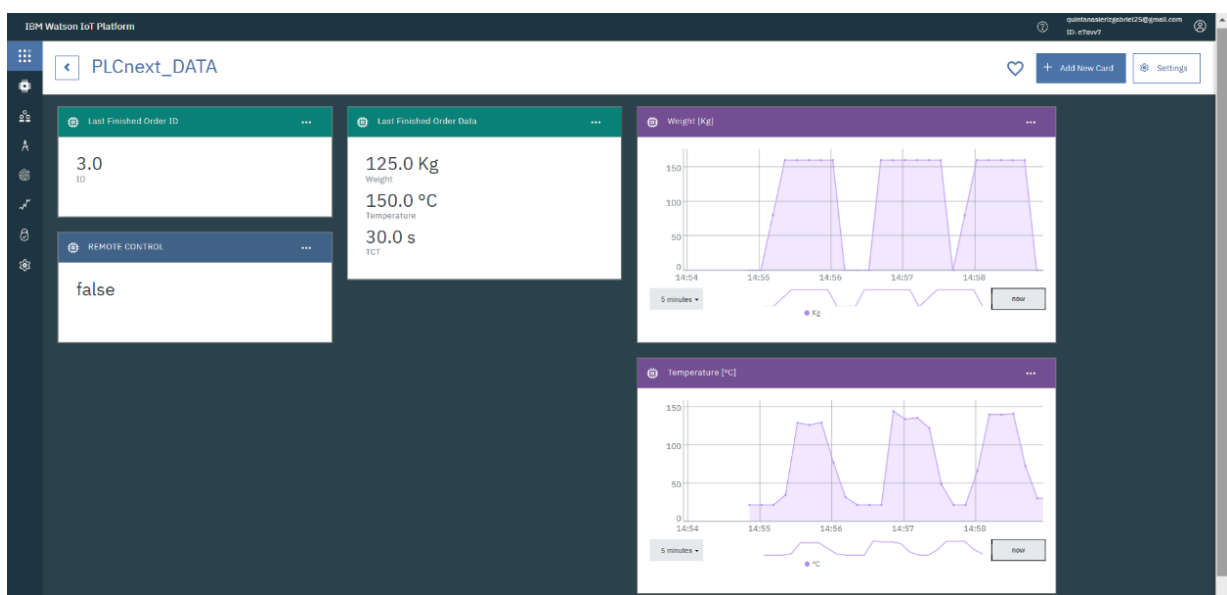 IBM Watson IoT Platform
quintanasierizgabriel25@gmail.com
ID: e7avv7
PLCnext_DATA
+ Add New Card
Settings
Last Finished Order ID
3.0
ID
REMOTE CONTROL
false
Last Finished Order Data
125.0 Kg
Weight
150.0 °C
Temperature
30.0 s
TCT
Weight [Kg]
150
100
50
0
14:54 14:55 14:56 14:57 14:58
5 minutes
now
Kg
Temperature [°C]
150
100
50
0
14:54 14:55 14:56 14:57 14:58
5 minutes
now
°C